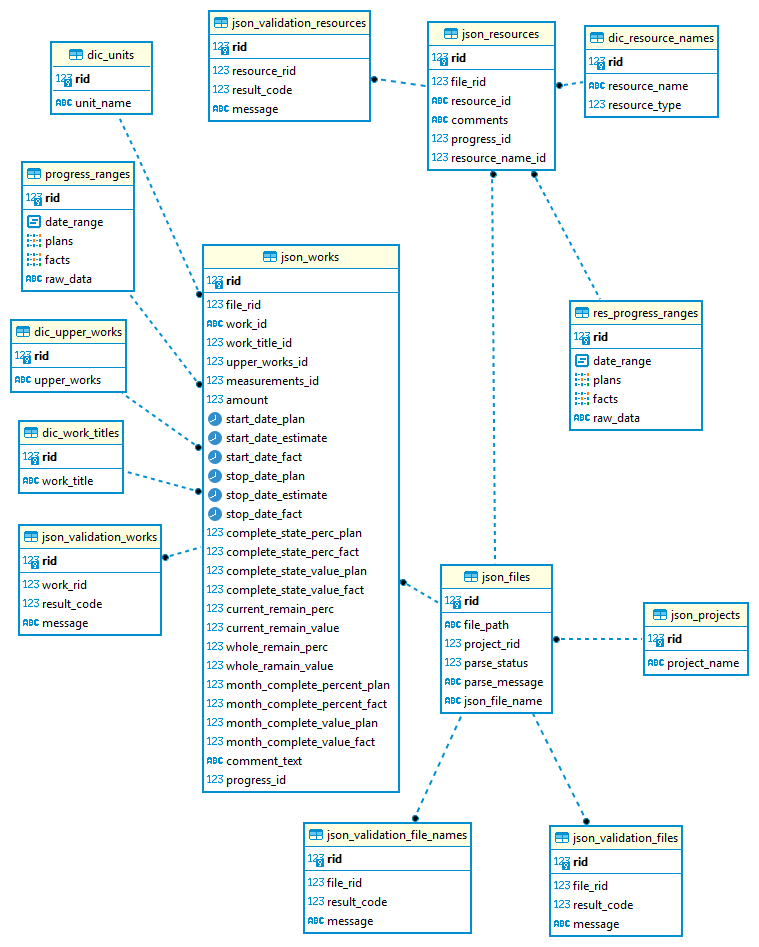 json_validation_resources
123 rid
123 resource_rid
123 result_code
ABC message
json_resources
123 rid
123 file_rid
ABC resource_id
ABC comments
123 progress_id
123 resource_name_id
dic_resource_names
123 rid
ABC resource_name
123 resource_type
dic_units
123 rid
ABC unit_name
progress_ranges
123 rid
date_range
plans
facts
ABC raw_data
dic_upper_works
123 rid
ABC upper_works
dic_work_titles
123 rid
ABC work_title
json_validation_works
123 rid
123 work_rid
123 result_code
ABC message
json_works
123 rid
123 file_rid
ABC work_id
123 work_title_id
123 upper_works_id
123 measurements_id
123 amount
start_date_plan
start_date_estimate
start_date_fact
stop_date_plan
stop_date_estimate
stop_date_fact
123 complete_state_perc_plan
123 complete_state_perc_fact
123 complete_state_value_plan
123 complete_state_value_fact
123 current_remain_perc
123 current_remain_value
123 whole_remain_perc
123 whole_ramain_value
123 month_complete_percent_plan
123 month_complete_percent_fact
123 month_complete_value_plan
123 month_complete_value_fact
ABC comment_text
123 progress_id
res_progress_ranges
123 rid
date_range
plans
facts
ABC raw_data
json_files
123 rid
ABC file_path
123 project_rid
123 parse_status
ABC parse_message
ABC json_file_name
json_projects
123 rid
ABC project_name
json_validation_file_names
123 rid
123 file_rid
123 result_code
ABC message
json_validation_files
123 rid
123 file_rid
123 result_code
ABC message